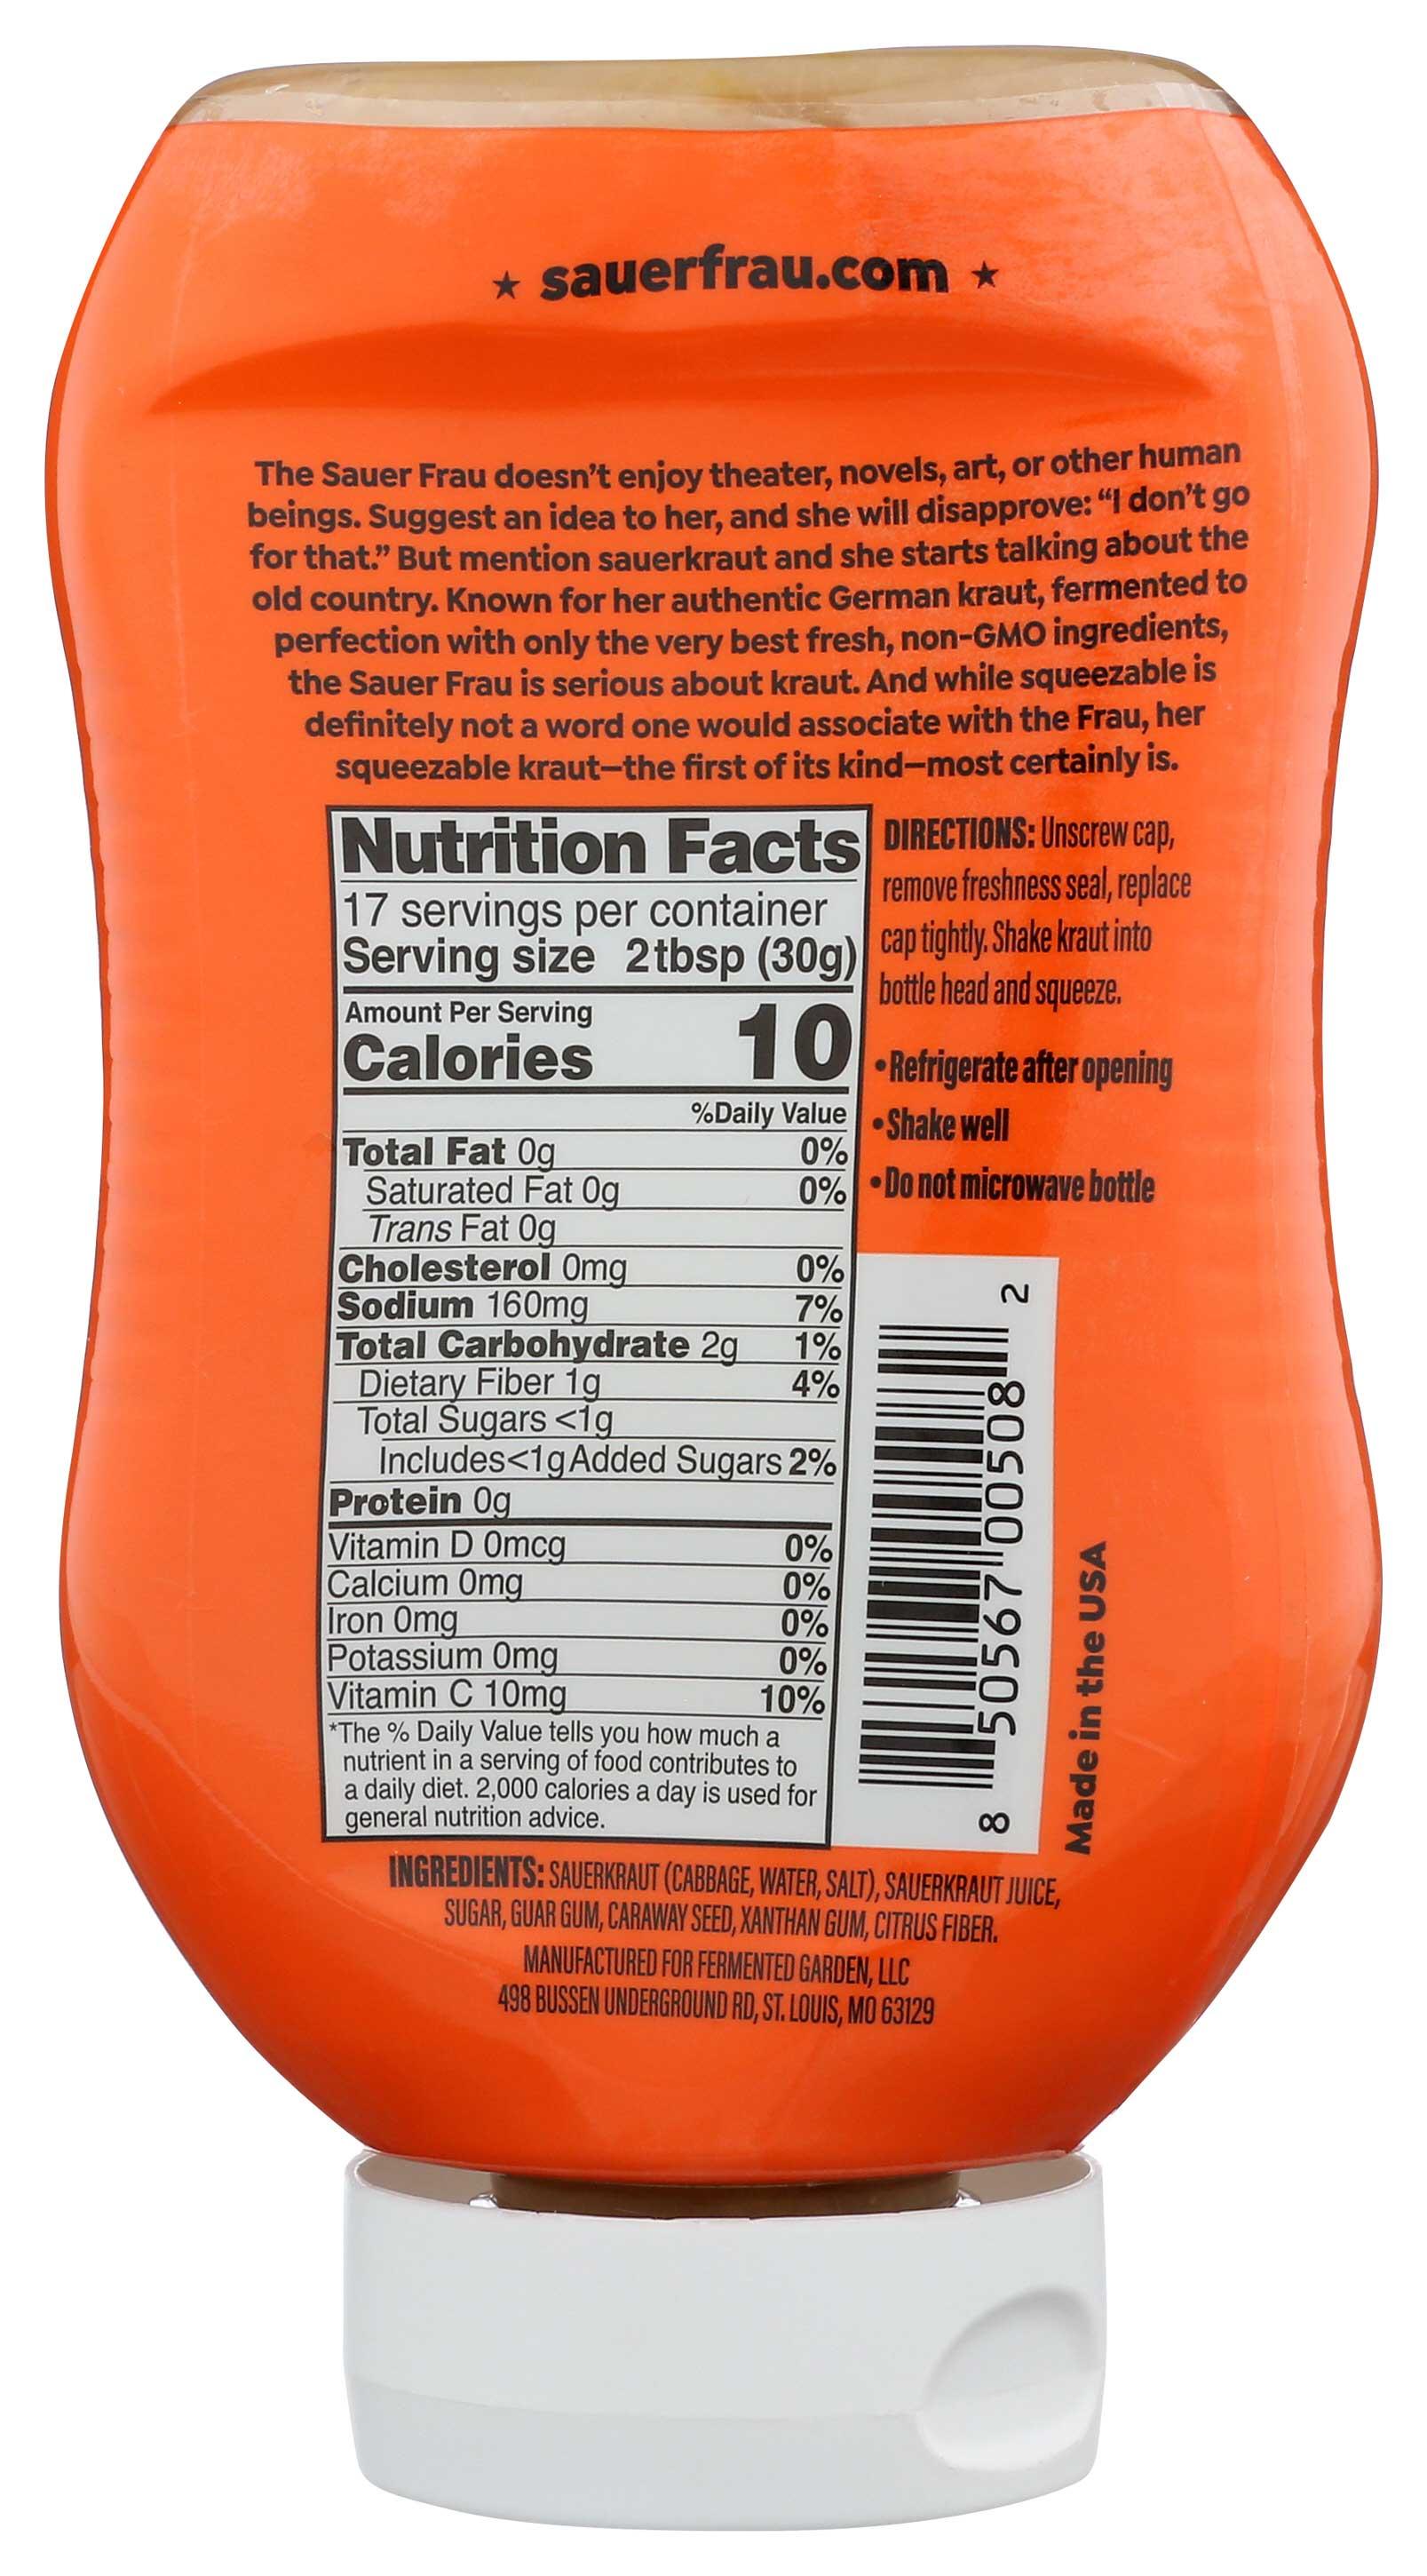 ★ sauerfrau.com ★
The Sauer Frau doesn't enjoy theater, novels, art, or other human
beings. Suggest an idea to her, and she will disapprove: “I don't go
for that.” But mention sauerkraut and she starts talking about the
old country. Known for her authentic German kraut, fermented to
perfection with only the very best fresh, non-GMO ingredients,
the Sauer Frau is serious about kraut. And while squeezable is
definitely not a word one would associate with the Frau, her
squeezable kraut—the first of its kind—most certainly is.
Nutrition Facts
17 servings per container
Serving size 2tbsp (30g)
Amount Per Serving
Calories 10
%Daily Value
Total Fat 0g 0%
Saturated Fat 0g 0%
Trans Fat 0g
Cholesterol 0mg 0%
Sodium 160mg 7%
Total Carbohydrate 2g 1%
Dietary Fiber 1g 4%
Total Sugars <1g
Includes<1g Added Sugars 2%
Protein 0g
Vitamin D 0mcg 0%
Calcium 0mg 0%
Iron 0mg 0%
Potassium 0mg 0%
Vitamin C 10mg 10%
*The % Daily Value tells you how much a
nutrient in a serving of food contributes to
a daily diet. 2,000 calories a day is used for
general nutrition advice.
DIRECTIONS: Unscrew cap,
remove freshness seal, replace
cap tightly. Shake kraut into
bottle head and squeeze.
•Refrigerate after opening
•Shake well
•Do not microwave bottle
8 50567 00508 2
Made in the USA
INGREDIENTS: SAUERKRAUT (CABBAGE, WATER, SALT), SAUERKRAUT JUICE,
SUGAR, GUAR GUM, CARAWAY SEED, XANTHAN GUM, CITRUS FIBER.
MANUFACTURED FOR FERMENTED GARDEN, LLC
498 BUSSEN UNDERGROUND RD, ST. LOUIS, MO 63129